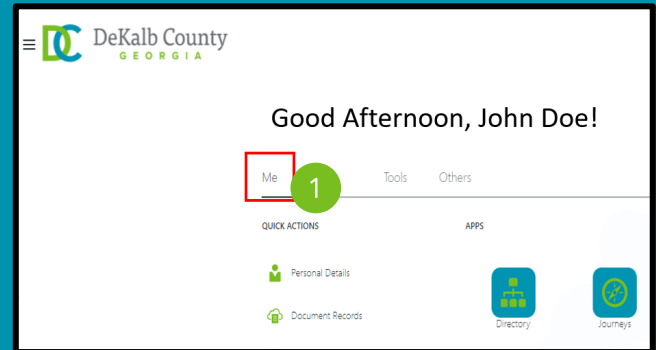 DeKalb County
GEORGIA
Good Afternoon, John Doe!
Me 1 Tools Others
QUICK ACTIONS APPS
Personal Details
Document Records
Directory Journeys